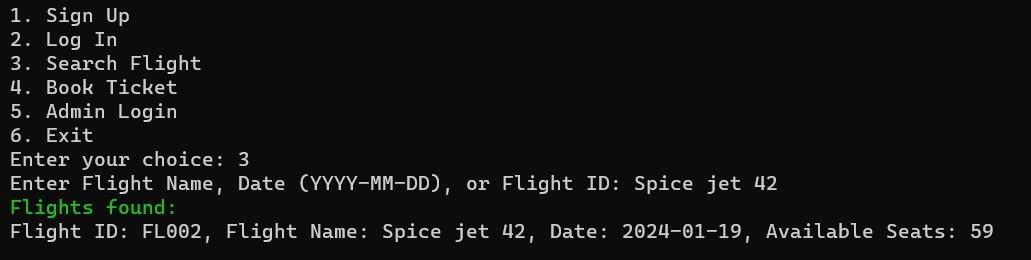 1. Sign Up
2. Log In
3. Search Flight
4. Book Ticket
5. Admin Login
6. Exit
Enter your choice: 3
Enter Flight Name, Date (YYYY-MM-DD), or Flight ID: Spice jet 42
Flights found:
Flight ID: FL002, Flight Name: Spice jet 42, Date: 2024-01-19, Available Seats: 59